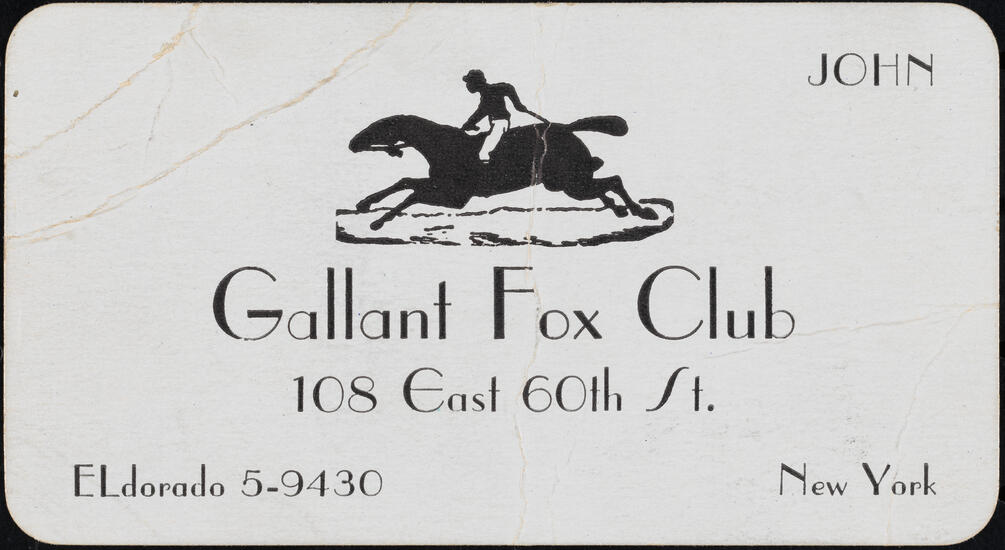 JOHN
Gallant Fox Club
108 East 60th St.
ELdorado 5-9430
New York